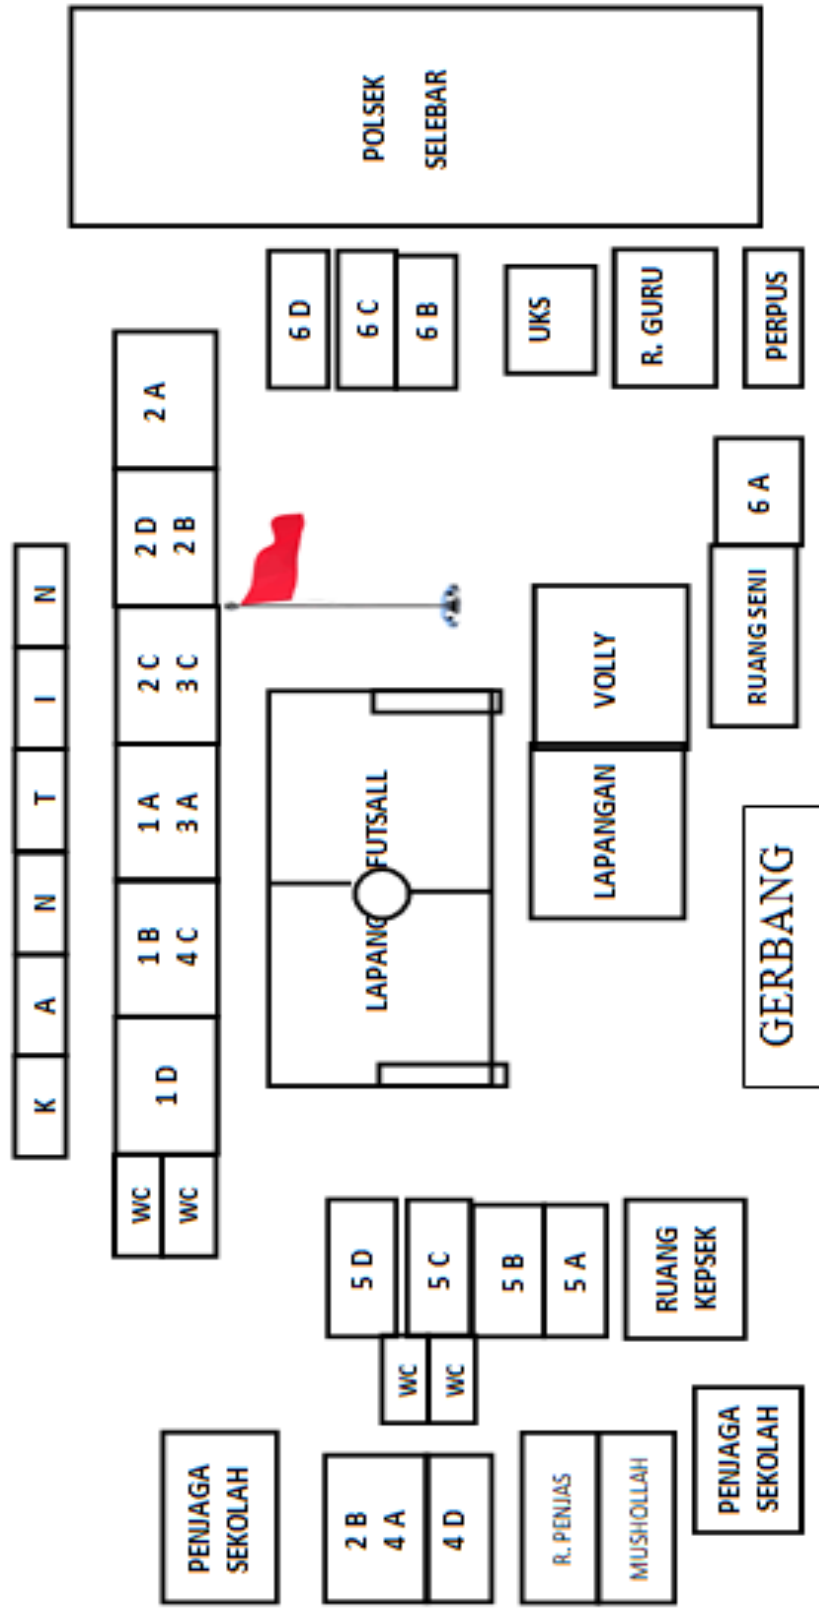 K A N T I N
WC
WC
1 D
1 B
4 C
1 A
3 A
2 C
3 C
2 D
2 B
2 A
POLSEK
SELEBAR
PENJAGA
SEKOLAH
2 B
4 A
4 D
WC
WC
5 D
5 C
5 B
5 A
LAPANG FUTSALL
6 D
6 C
6 B
UKS
R. GURU
PERPUS
R. PENJAS
MUSHOLLAH
RUANG
KEPSEK
LAPANGAN VOLLY
PENJAGA
SEKOLAH
GERBANG
RUANG SENI
6 A